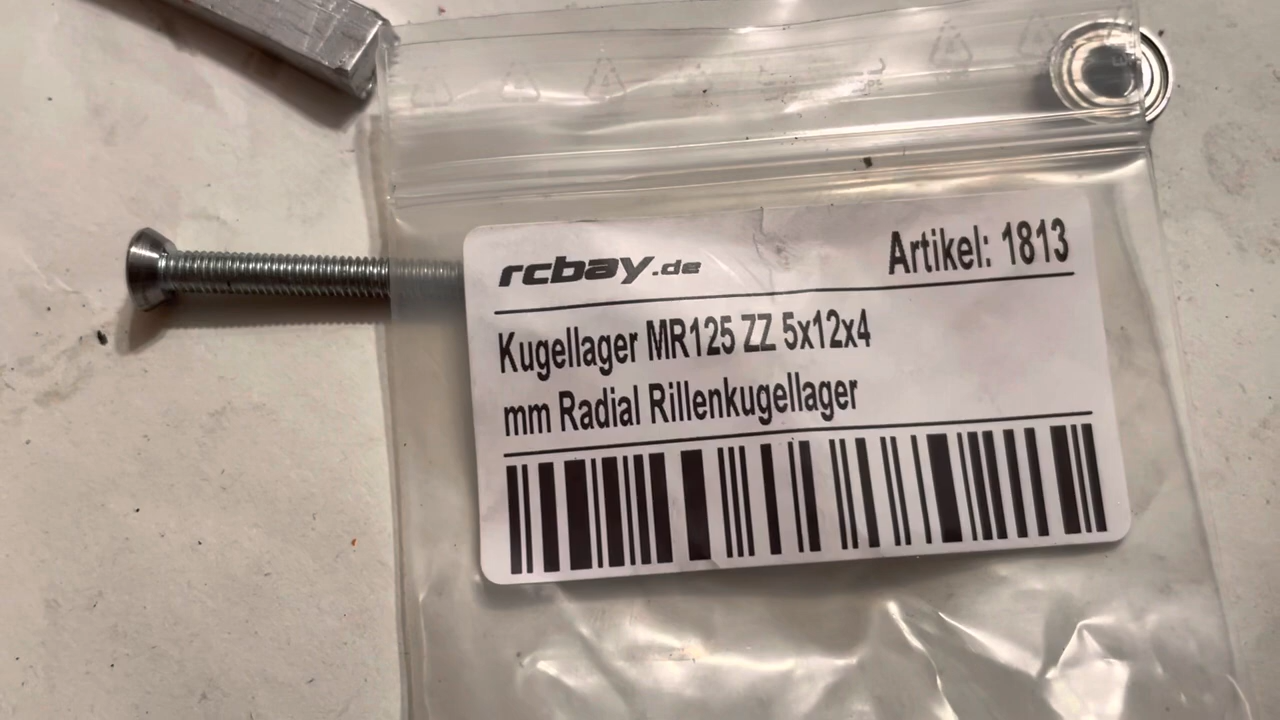 rcbay.de
Artikel: 1813
Kugellager MR125 ZZ 5x12x4
mm Radial Rillenkugellager